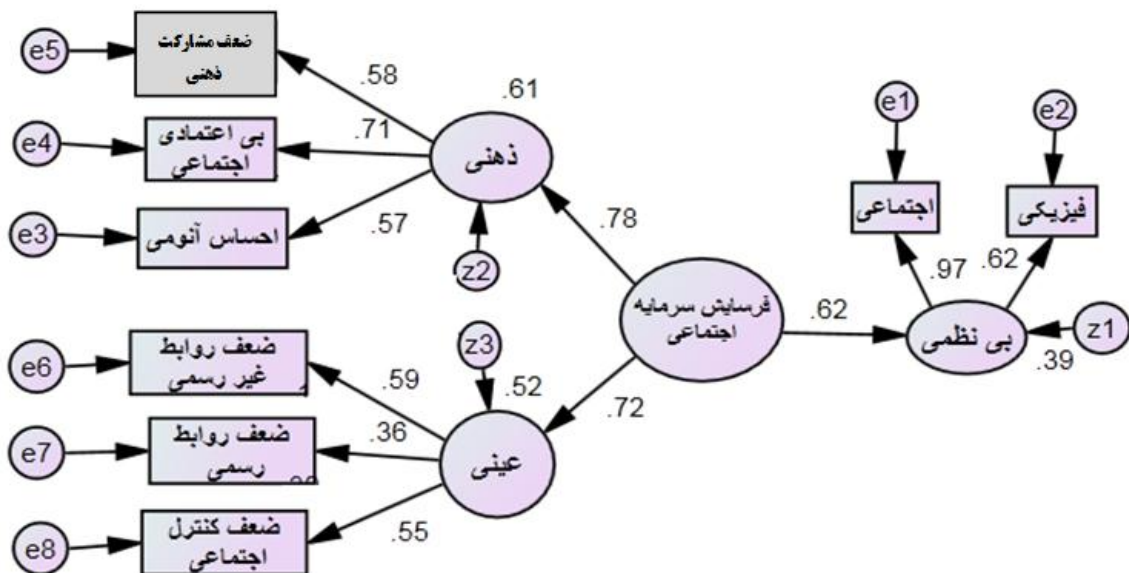 e5
ضعف مشارکت
ذهنی
.58
.61
e4
بی اعتمادی
اجتماعی
.71
ذهنی
e3
احساس آنومی
.57
z2
.78
e1
e2
اجتماعی
فیزیکی
.97
.62
فرسایش سرمایه
اجتماعی
.62
بی نظمی
z1
.39
e6
ضعف روابط
غیر رسمی
.59
z3
.52
.72
e7
ضعف روابط
رسمی
.36
عینی
e8
ضعف کنترل
اجتماعی
.55